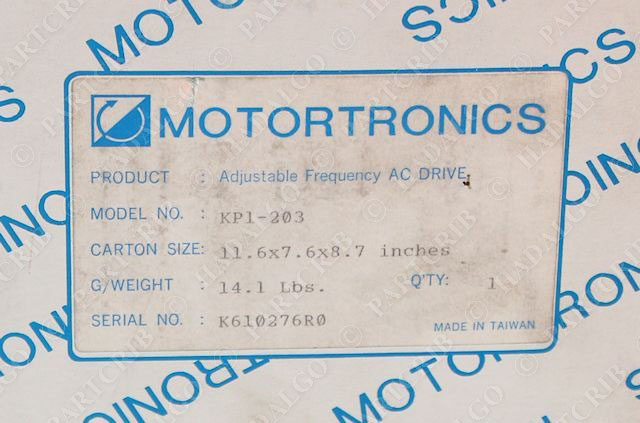 MOTORTRONICS
PRODUCT : Adjustable Frequency AC DRIVE
MODEL NO. : KP1-203
CARTON SIZE: 11.6x7.6x8.7 inches
G/WEIGHT : 14.1 Lbs. Q'TY: 1
SERIAL NO. : K610276R0
MADE IN TAIWAN